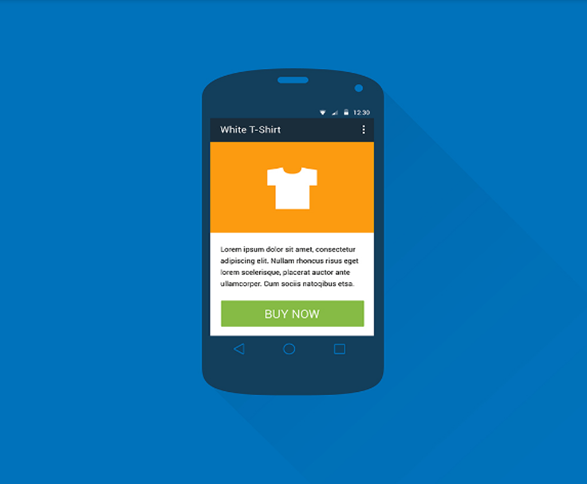 12:30
White T-Shirt
Lorem ipsum dolor sit amet, consectetur
adipiscing elit. Nullam rhoncus risus eget
lorem scelerisque, placerat auctor ante
ullamcorper. Cum sociis natoqibus etsa.
BUY NOW